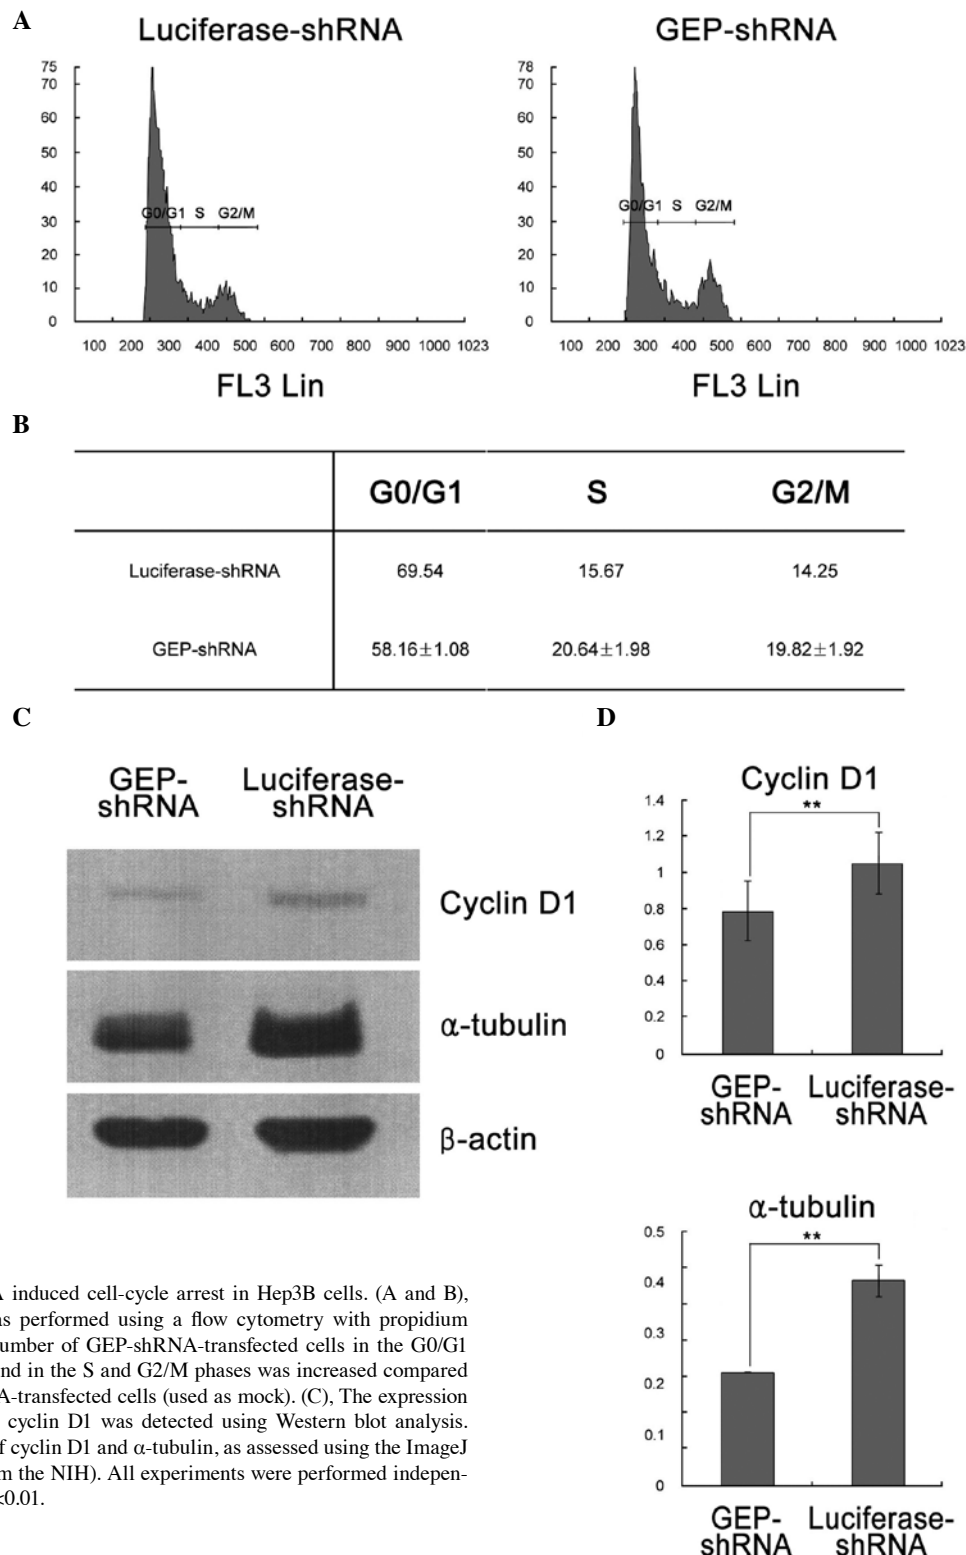 A
Luciferase-shRNA
GEP-shRNA
75
70
60
50
40
30
20
10
0
G0/G1 S G2/M
100 200 300 400 500 600 700 800 900 1000 1023
FL3 Lin
78
70
60
50
40
30
20
10
0
G0/G1 S G2/M
100 200 300 400 500 600 700 800 900 1000 1023
FL3 Lin
B
G0/G1 S G2/M
Luciferase-shRNA 69.54 15.67 14.25
GEP-shRNA 58.16±1.08 20.64±1.98 19.82±1.92
C
GEP-
shRNA
Luciferase-
shRNA
Cyclin D1
α-tubulin
β-actin
D
Cyclin D1
**
1.4
1.2
1
0.8
0.6
0.4
0.2
0
GEP-
shRNA
Luciferase-
shRNA
α-tubulin
**
0.5
0.4
0.3
0.2
0.1
0
GEP-
shRNA
Luciferase-
shRNA
A induced cell-cycle arrest in Hep3B cells. (A and B),
as performed using a flow cytometry with propidium
umber of GEP-shRNA-transfected cells in the G0/G1
nd in the S and G2/M phases was increased compared
A-transfected cells (used as mock). (C), The expression
cyclin D1 was detected using Western blot analysis.
f cyclin D1 and α-tubulin, as assessed using the ImageJ
m the NIH). All experiments were performed indepen-
<0.01.